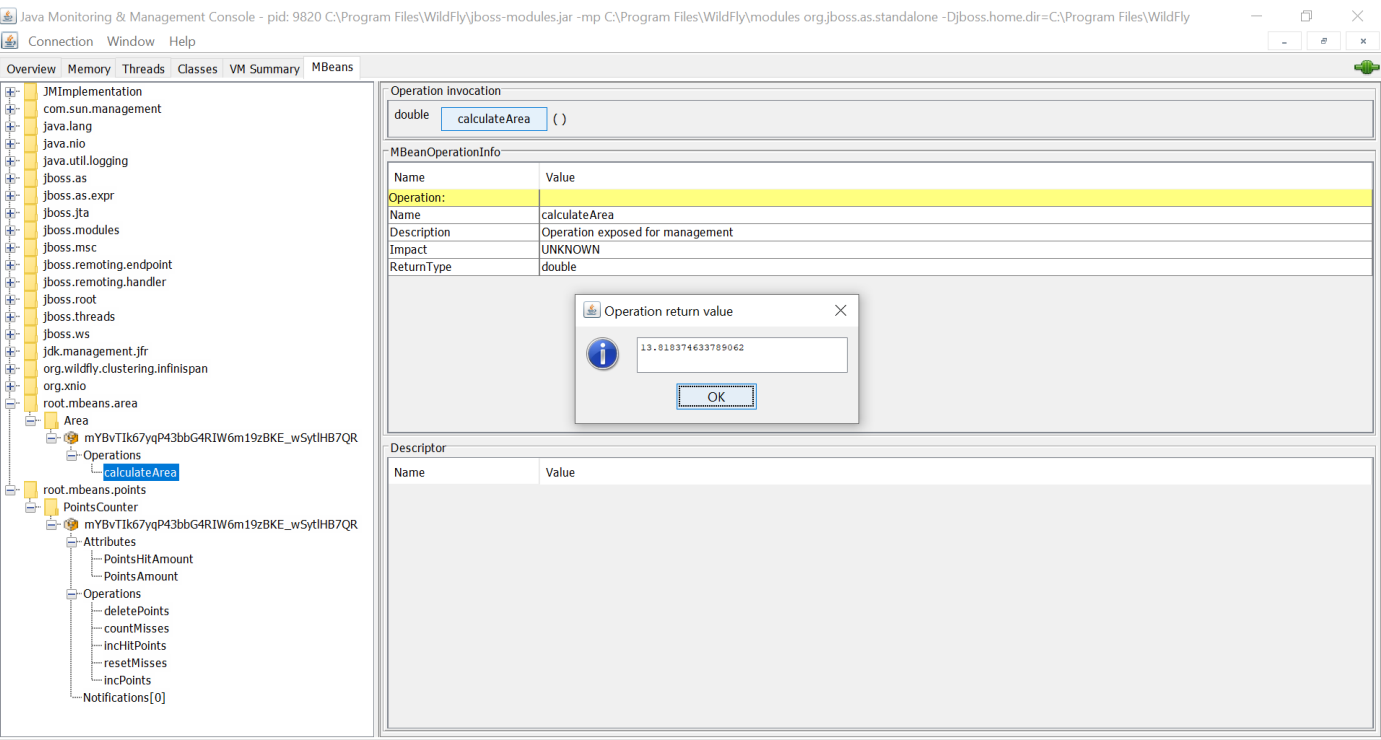 Java Monitoring & Management Console - pid: 9820 C:\Program Files\WildFly\jboss-modules.jar -mp C:\Program Files\WildFly\modules org.jboss.as.standalone -Djboss.home.dir=C:\Program Files\WildFly
Connection Window Help
Overview Memory Threads Classes VM Summary MBeans
JMImplementation
com.sun.management
java.lang
java.nio
java.util.logging
jboss.as
jboss.as.expr
jboss.jta
jboss.modules
jboss.msc
jboss.remoting.endpoint
jboss.remoting.handler
jboss.root
jboss.threads
jboss.ws
jdk.management.jfr
org.wildfly.clustering.infinispan
org.xnio
root.mbeans.area
Area
mYBvTIk67yqP43bbG4RIW6m19zBKE_wSytlHB7QR
Operations
calculateArea
root.mbeans.points
PointsCounter
mYBvTIk67yqP43bbG4RIW6m19zBKE_wSytlHB7QR
Attributes
PointsHitAmount
PointsAmount
Operations
deletePoints
countMisses
incHitPoints
resetMisses
incPoints
Notifications[0]
Operation invocation
double calculateArea ( )
MBeanOperationInfo
Name Value
Operation:
Name calculateArea
Description Operation exposed for management
Impact UNKNOWN
ReturnType double
Operation return value
13.818374633789062
OK
Descriptor
Name Value